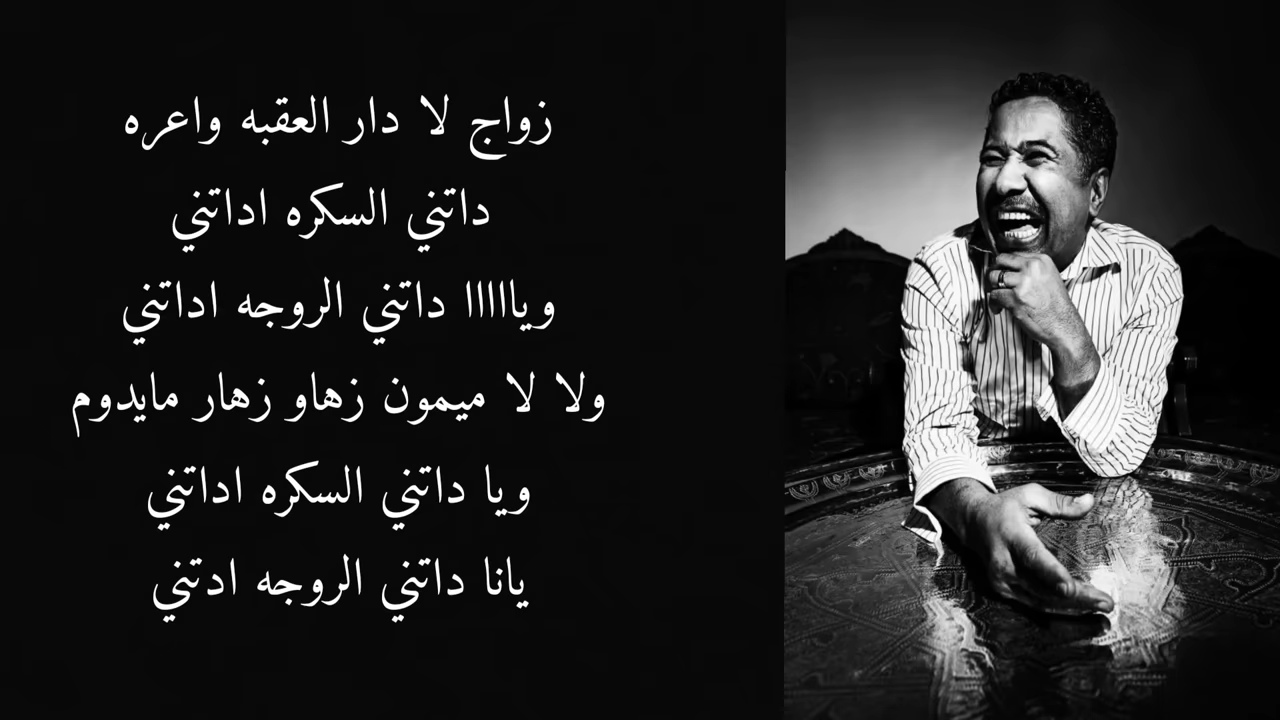 زواج لا دار العقبه واعره
داتني السكره اداتني
وياااااا داتني الروجه اداتني
ولا لا ميمون زهاو زهار مايدوم
ويا داتني السكره اداتني
يانا داتني الروجه ادتني